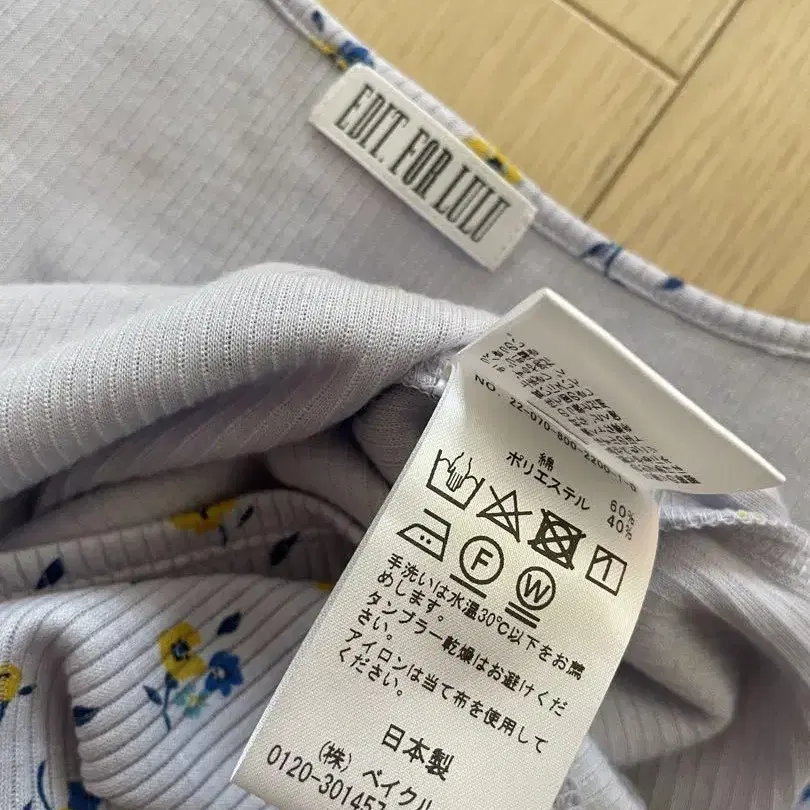 EDIT. FOR LULU
NO. 22-070-800-2200-1-0
綿 60%
ポリエステル 40%
F
W
手洗いは水温30℃以下をお薦
めします。
タンブラー乾燥はお避けくだ
さい。
アイロンは当て布を使用して
ください。
日本製
(株) ベイクル
0120-301457